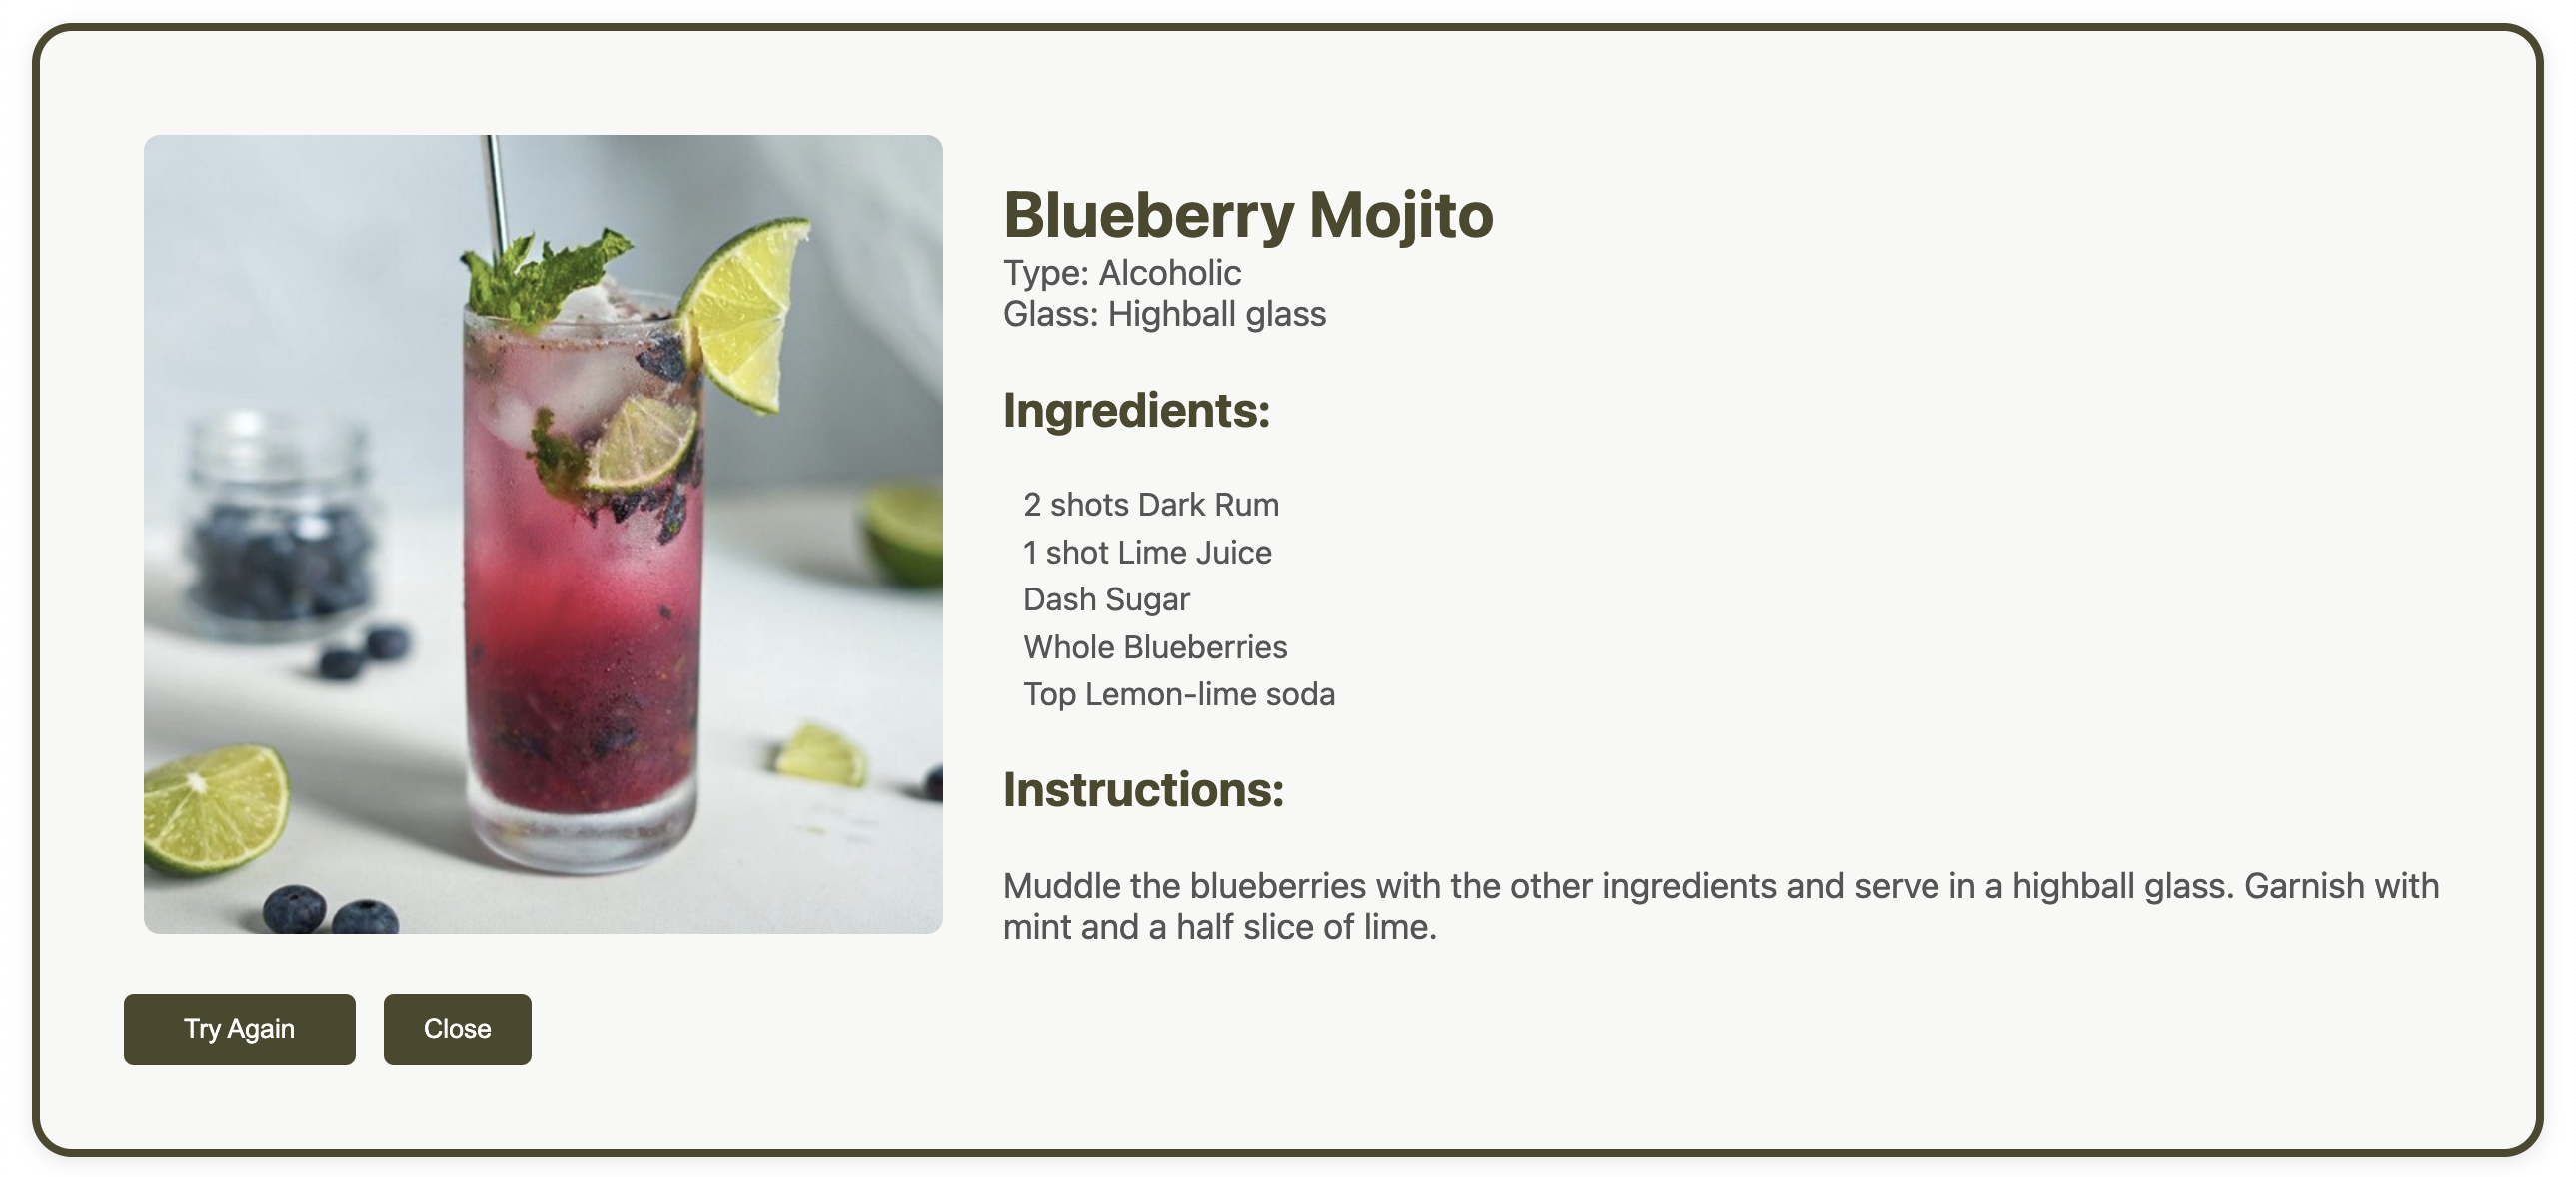 Blueberry Mojito
Type: Alcoholic
Glass: Highball glass
Ingredients:
2 shots Dark Rum
1 shot Lime Juice
Dash Sugar
Whole Blueberries
Top Lemon-lime soda
Instructions:
Muddle the blueberries with the other ingredients and serve in a highball glass. Garnish with
mint and a half slice of lime.
Try Again
Close